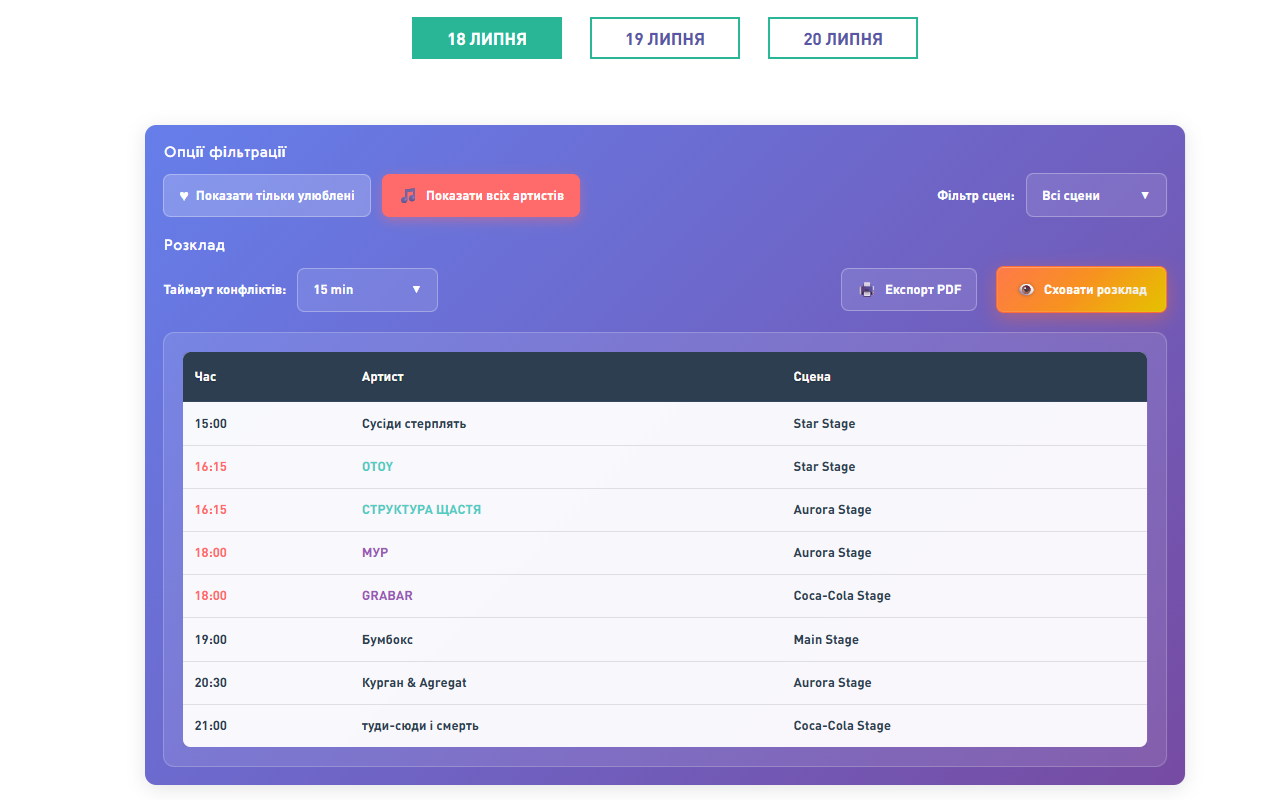 18 ЛИПНЯ 19 ЛИПНЯ 20 ЛИПНЯ
Опції фільтрації
♥ Показати тільки улюблені Показати всіх артистів Фільтр сцен: Всі сцени ▼
Розклад
Таймаут конфліктів: 15 min ▼ Експорт PDF Сховати розклад
Час Артист Сцена
15:00 Сусіди стерплять Star Stage
16:15 OTOY Star Stage
16:15 СТРУКТУРА ЩАСТЯ Aurora Stage
18:00 МУР Aurora Stage
18:00 GRABAR Coca-Cola Stage
19:00 Бумбокс Main Stage
20:30 Курган & Agregat Aurora Stage
21:00 туди-сюди і смерть Coca-Cola Stage